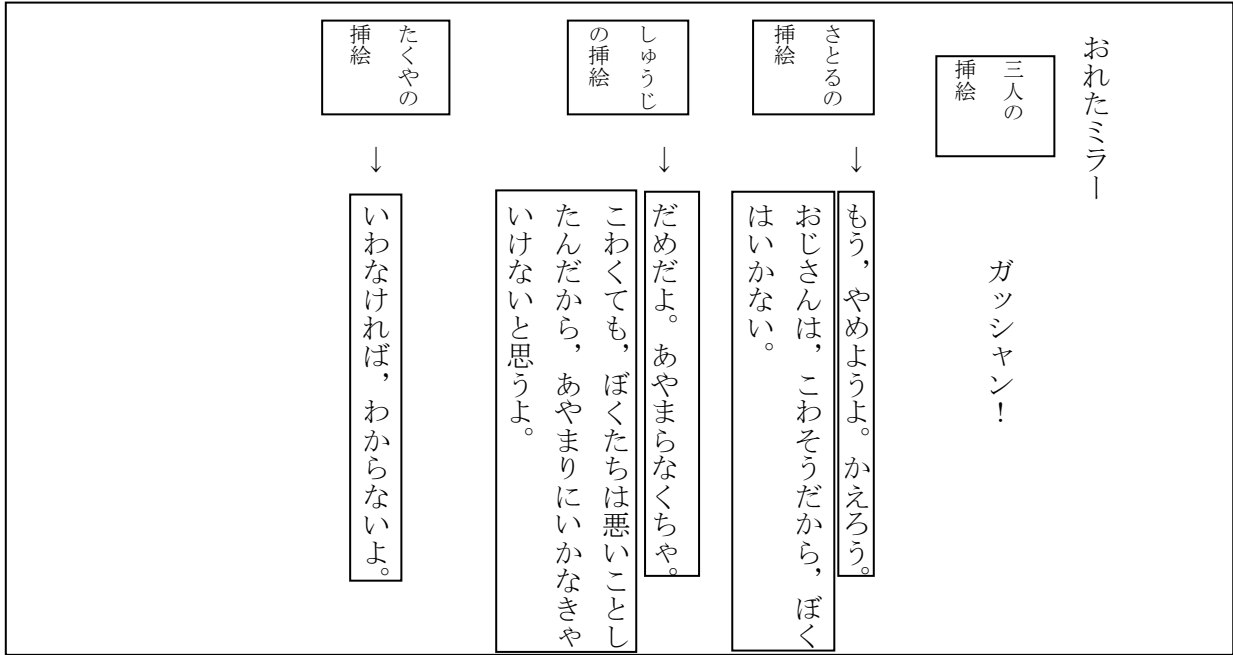 おれたミラー
三人の
挿絵
ガッシャン！
さとるの
挿絵
↓
もう，やめようよ。かえろう。
おじさんは，こわそうだから，ぼく
はいかない。
しゅうじ
の挿絵
↓
だめだよ。あやまらなくちゃ。
こわくても，ぼくたちは悪いことし
たんだから，あやまりにいかなきゃ
いけないと思うよ。
たくやの
挿絵
↓
いわなければ，わからないよ。